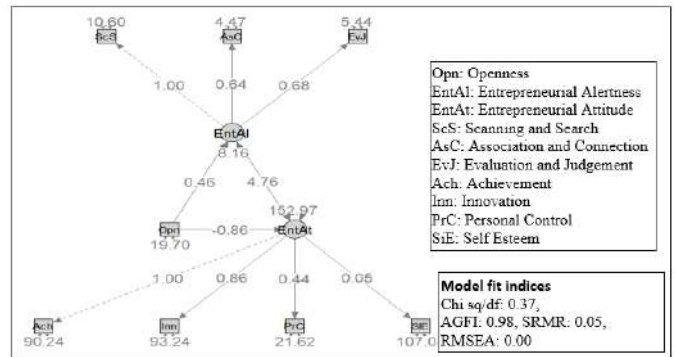 10.60 4.47 5.44
ScS AsC EvJ
1.00 0.64 0.68
EntAl
8.16
0.46 4.76
152.97
Opn -0.86 EntAt
19.70
1.00 0.86 0.44 0.05
Ach Inn PrC SiE
90.24 93.24 21.62 107.0
Opn: Openness
EntAl: Entrepreneurial Alertness
EntAt: Entrepreneurial Attitude
ScS: Scanning and Search
AsC: Association and Connection
EvJ: Evaluation and Judgement
Ach: Achievement
Inn: Innovation
PrC: Personal Control
SiE: Self Esteem
Model fit indices
Chi sq/df: 0.37,
AGFI: 0.98, SRMR: 0.05,
RMSEA: 0.00